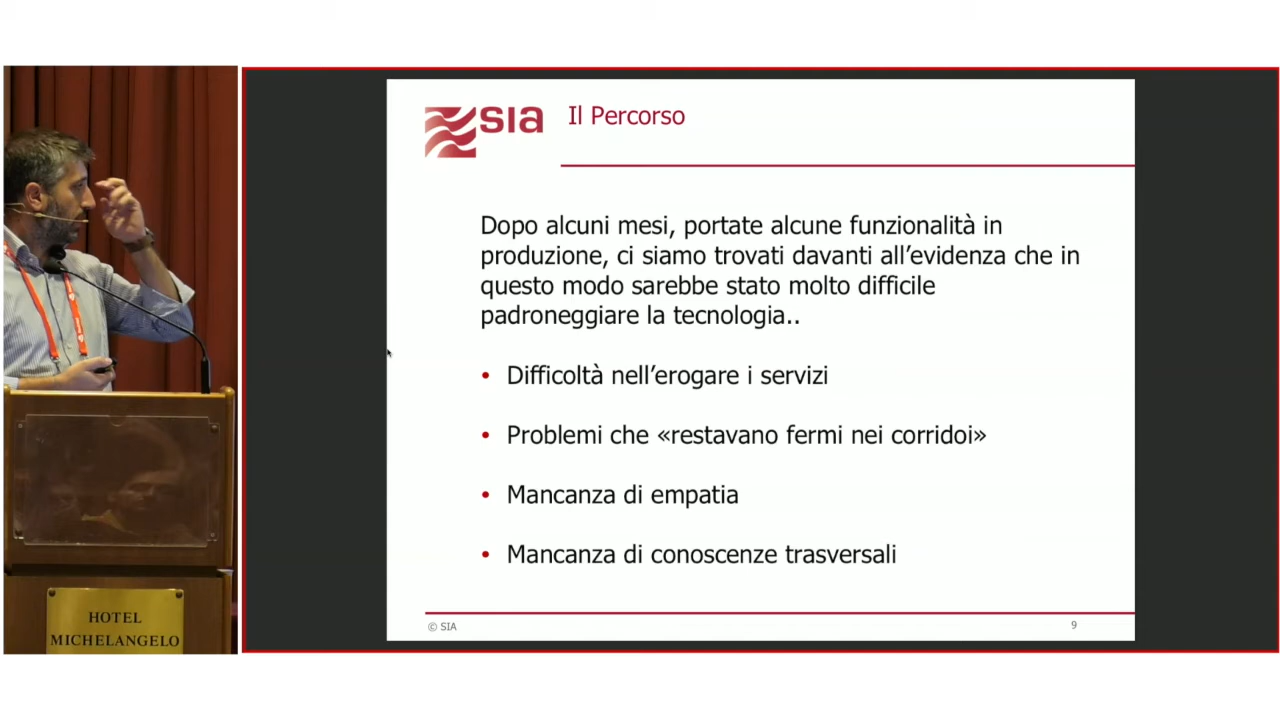 sia
Il Percorso
Dopo alcuni mesi, portate alcune funzionalità in
produzione, ci siamo trovati davanti all’evidenza che in
questo modo sarebbe stato molto difficile
padroneggiare la tecnologia..
• Difficoltà nell’erogare i servizi
• Problemi che «restavano fermi nei corridoi»
• Mancanza di empatia
• Mancanza di conoscenze trasversali
© SIA
9
HOTEL
MICHELANGELO